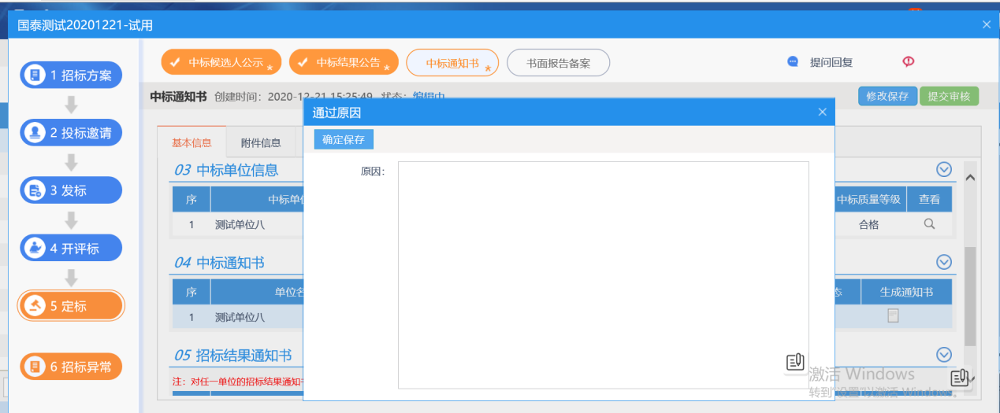 国泰测试20201221-试用
中标候选人公示 *
中标结果公告 *
中标通知书 *
书面报告备案
提问回复
1 招标方案
2 投标邀请
3 发标
4 开评标
5 定标
6 招标异常
中标通知书 创建时间：2020-12-21 15:25:49 状态：编辑中
修改保存
提交审核
通过原因
确定保存
原因：
基本信息
附件信息
03 中标单位信息
序 中标单 中标质量等级 查看
1 测试单位八 合格
04 中标通知书
序 单位名 态 生成通知书
1 测试单位八
05 招标结果通知书
注：对任一单位的招标结果通知
激活 Windows
转到"设置"以激活 Windows。